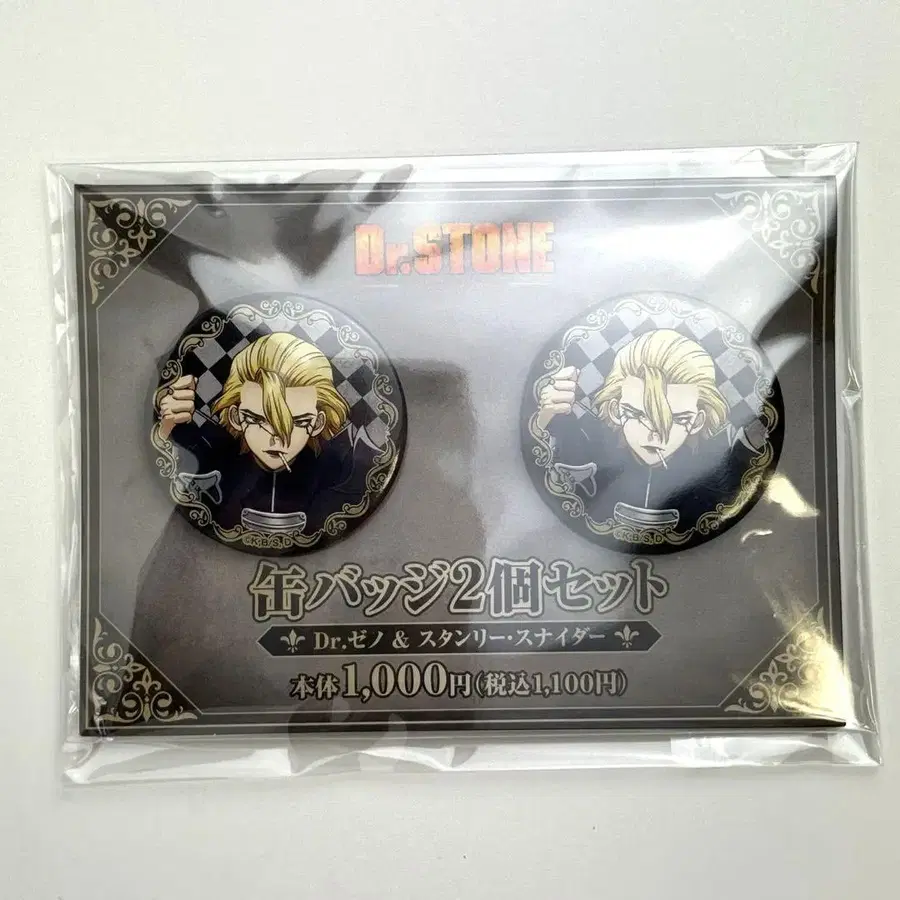 Dr.STONE
©K,B/S,D
©K,B/S,D
缶バッジ2個セット
Dr.ゼノ & スタンリー・スナイダー
本体1,000円(税込1,100円)